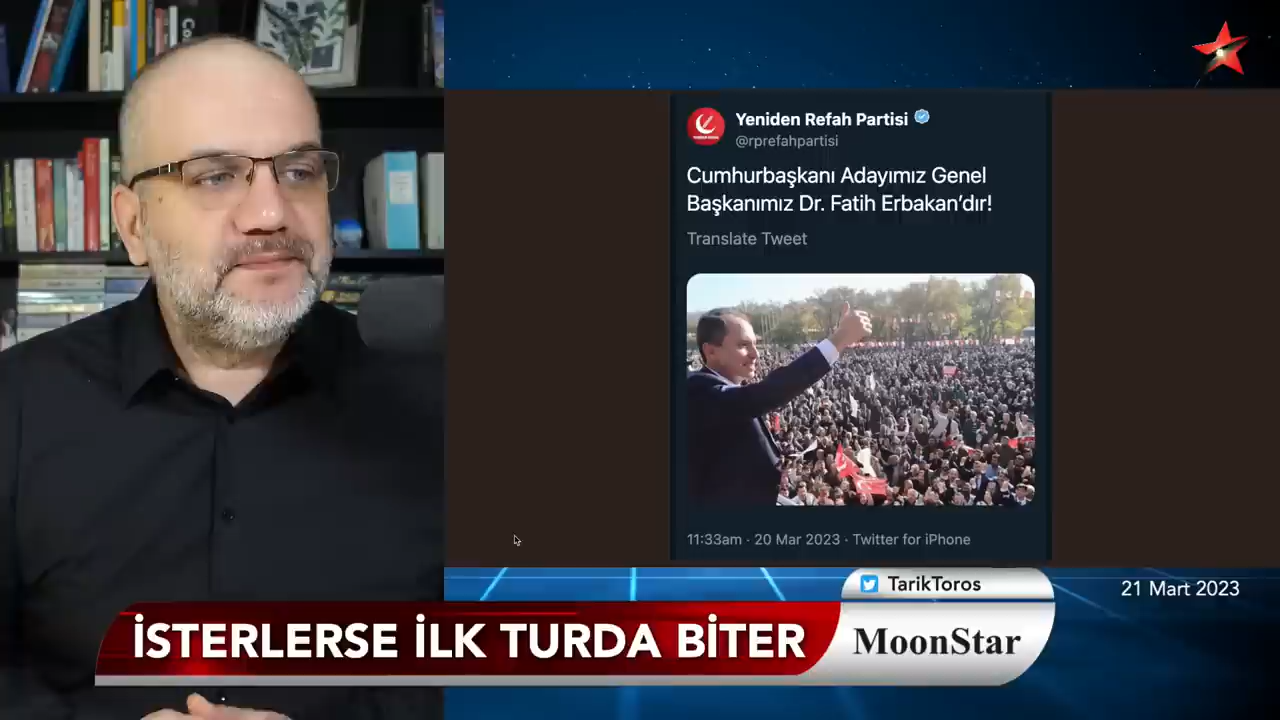 Yeniden Refah Partisi
@rprefahpartisi
Cumhurbaşkanı Adayımız Genel
Başkanımız Dr. Fatih Erbakan’dır!
Translate Tweet
11:33am · 20 Mar 2023 · Twitter for iPhone
TarikToros
21 Mart 2023
İSTERLERSE İLK TURDA BİTER
MoonStar